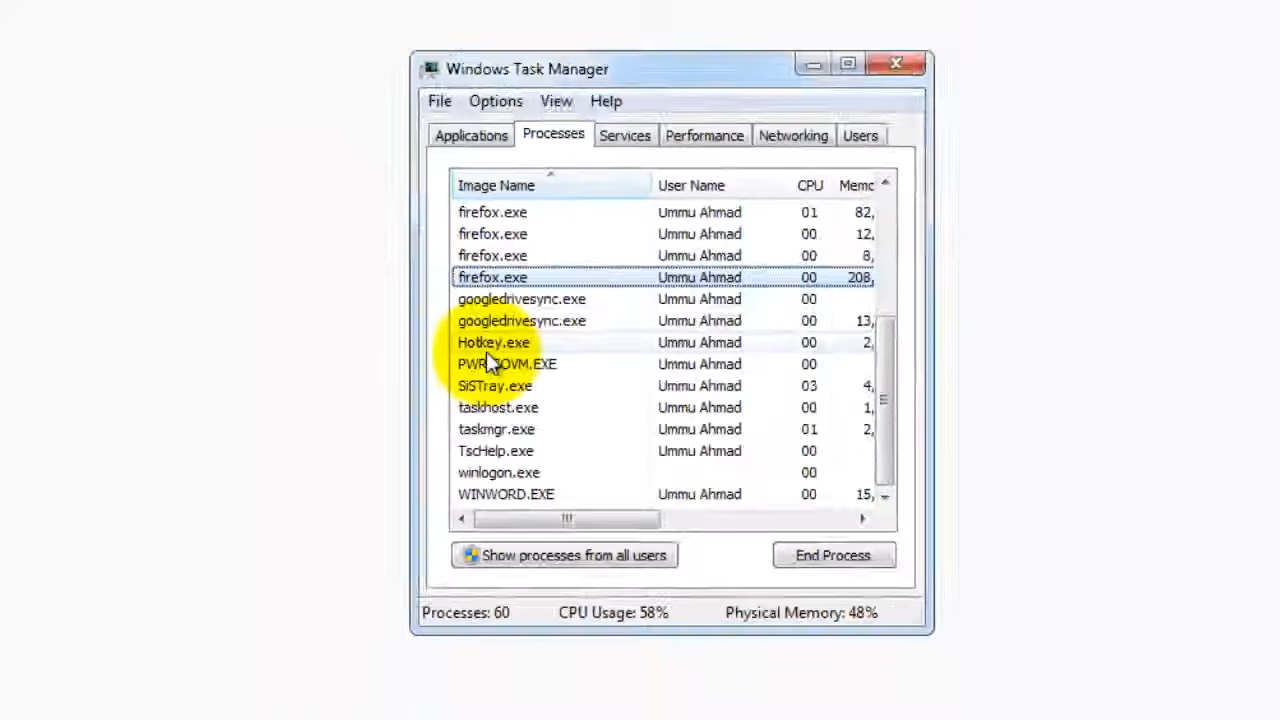 Windows Task Manager
File Options View Help
Applications Processes Services Performance Networking Users
Image Name User Name CPU Memc
firefox.exe Ummu Ahmad 01 82,
firefox.exe Ummu Ahmad 00 12,
firefox.exe Ummu Ahmad 00 8,
firefox.exe Ummu Ahmad 00 208,
googledrivesync.exe Ummu Ahmad 00
googledrivesync.exe Ummu Ahmad 00 13,
Hotkey.exe Ummu Ahmad 00 2,
Ummu Ahmad 00
SiSTray.exe Ummu Ahmad 03 4,
taskhost.exe Ummu Ahmad 00 1,
taskmgr.exe Ummu Ahmad 01 2,
TscHelp.exe Ummu Ahmad 00
winlogon.exe 00
WINWORD.EXE Ummu Ahmad 00 15,
Show processes from all users End Process
Processes: 60 CPU Usage: 58% Physical Memory: 48%